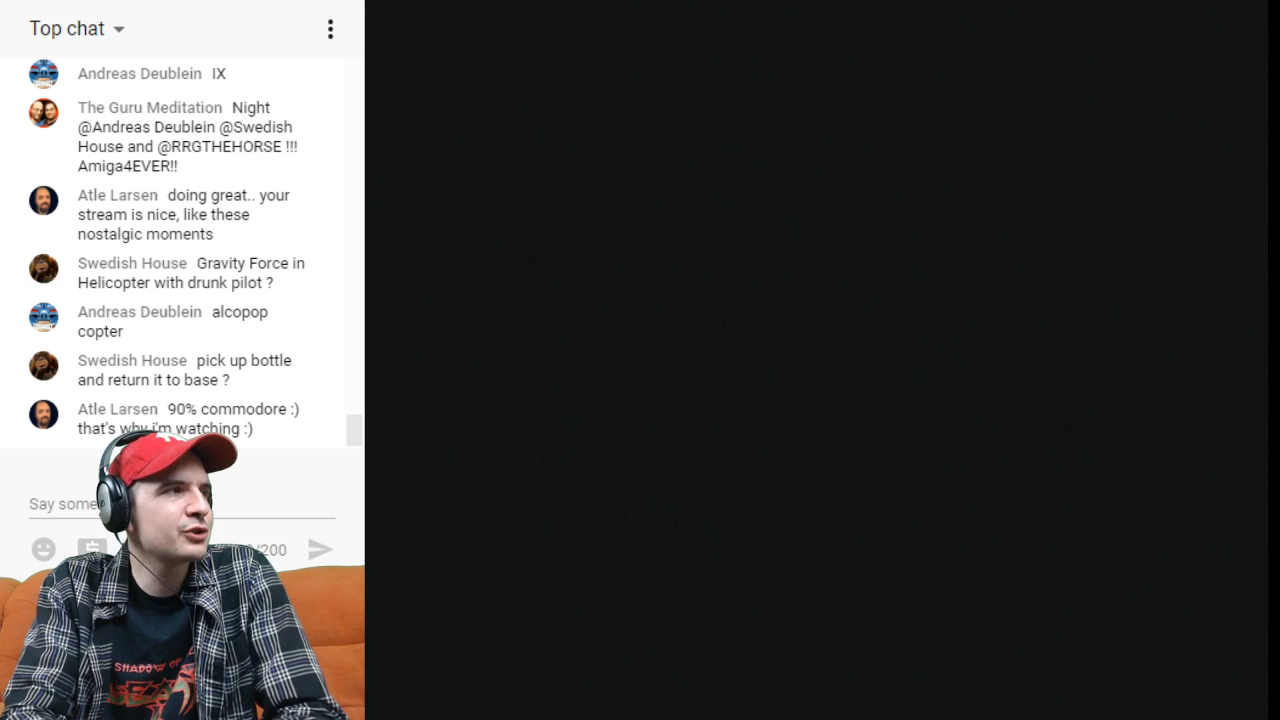 Top chat
Andreas Deublein IX
The Guru Meditation Night
@Andreas Deublein @Swedish
House and @RRGTHEHORSE !!!
Amiga4EVER!!
Atle Larsen doing great.. your
stream is nice, like these
nostalgic moments
Swedish House Gravity Force in
Helicopter with drunk pilot ?
Andreas Deublein alcopop
copter
Swedish House pick up bottle
and return it to base ?
Atle Larsen 90% commodore :)
that's why i'm watching :)
Say some
/200
SHADOW OF